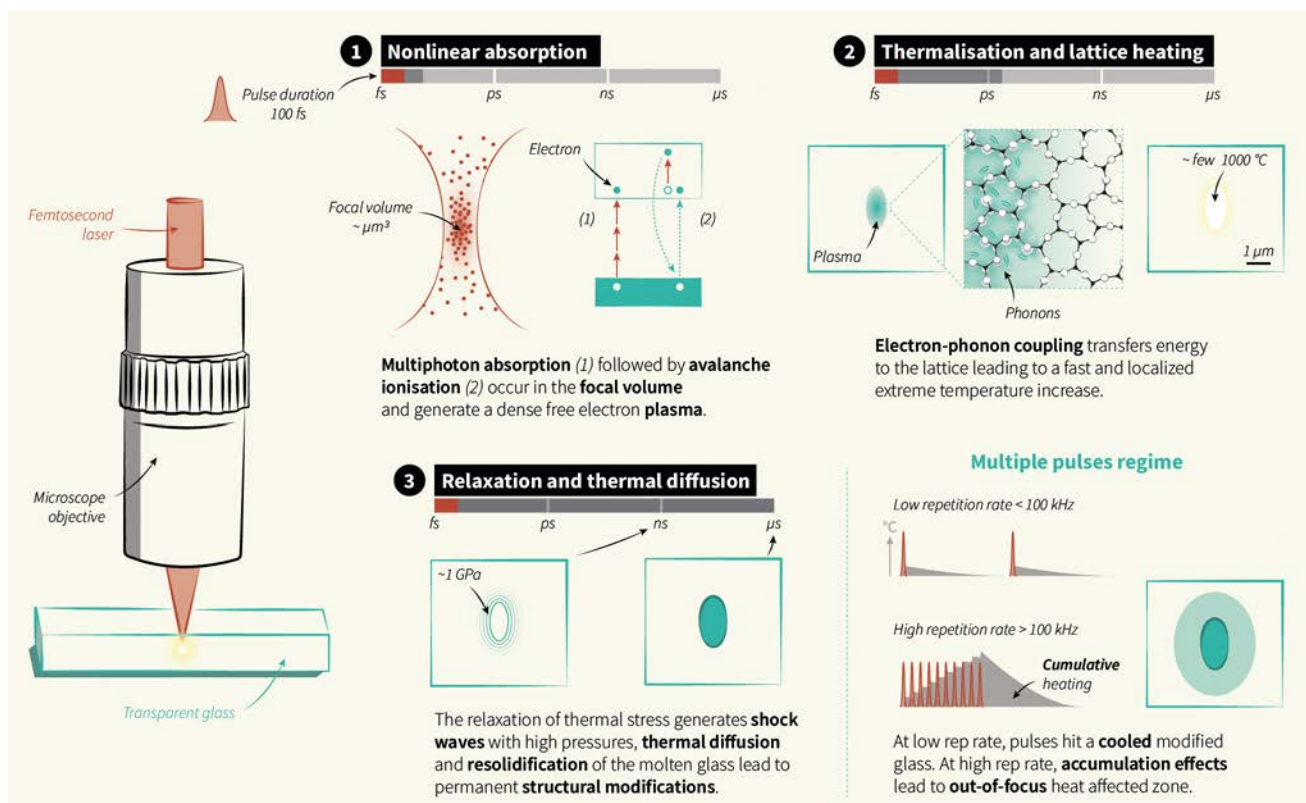 1 Nonlinear absorption
Pulse duration
100 fs
fs ps ns µs
Femtosecond
laser
Microscope
objective
Transparent glass
Focal volume
~ µm³
Electron
(1) (2)
Multiphoton absorption (1) followed by avalanche
ionisation (2) occur in the focal volume
and generate a dense free electron plasma.
2 Thermalisation and lattice heating
fs ps ns µs
Plasma
Phonons
~ few 1000 °C
1 µm
Electron-phonon coupling transfers energy
to the lattice leading to a fast and localized
extreme temperature increase.
3 Relaxation and thermal diffusion
fs ps ns µs
~1 GPa
The relaxation of thermal stress generates shock
waves with high pressures, thermal diffusion
and resolidification of the molten glass lead to
permanent structural modifications.
Multiple pulses regime
Low repetition rate < 100 kHz
°C
High repetition rate > 100 kHz
Cumulative
heating
At low rep rate, pulses hit a cooled modified
glass. At high rep rate, accumulation effects
lead to out-of-focus heat affected zone.